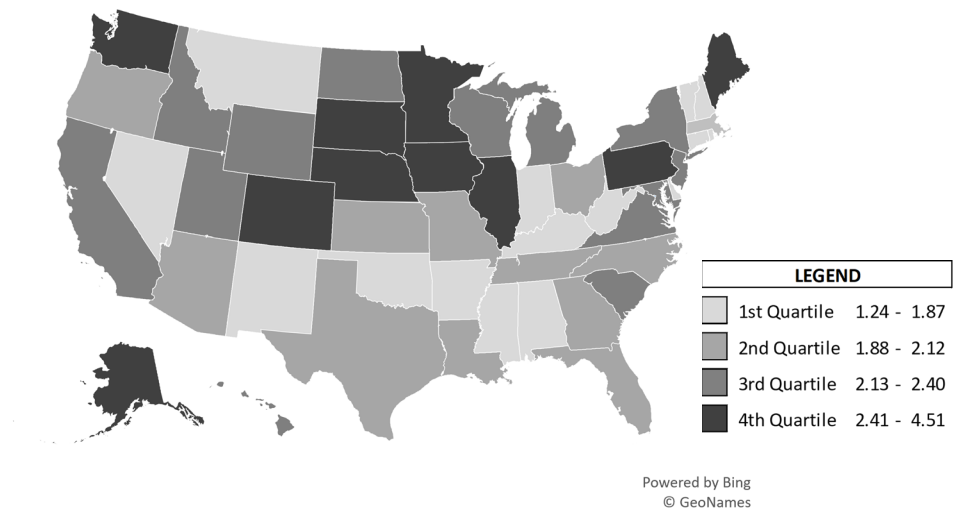 LEGEND
1st Quartile 1.24 - 1.87
2nd Quartile 1.88 - 2.12
3rd Quartile 2.13 - 2.40
4th Quartile 2.41 - 4.51
Powered by Bing
© GeoNames